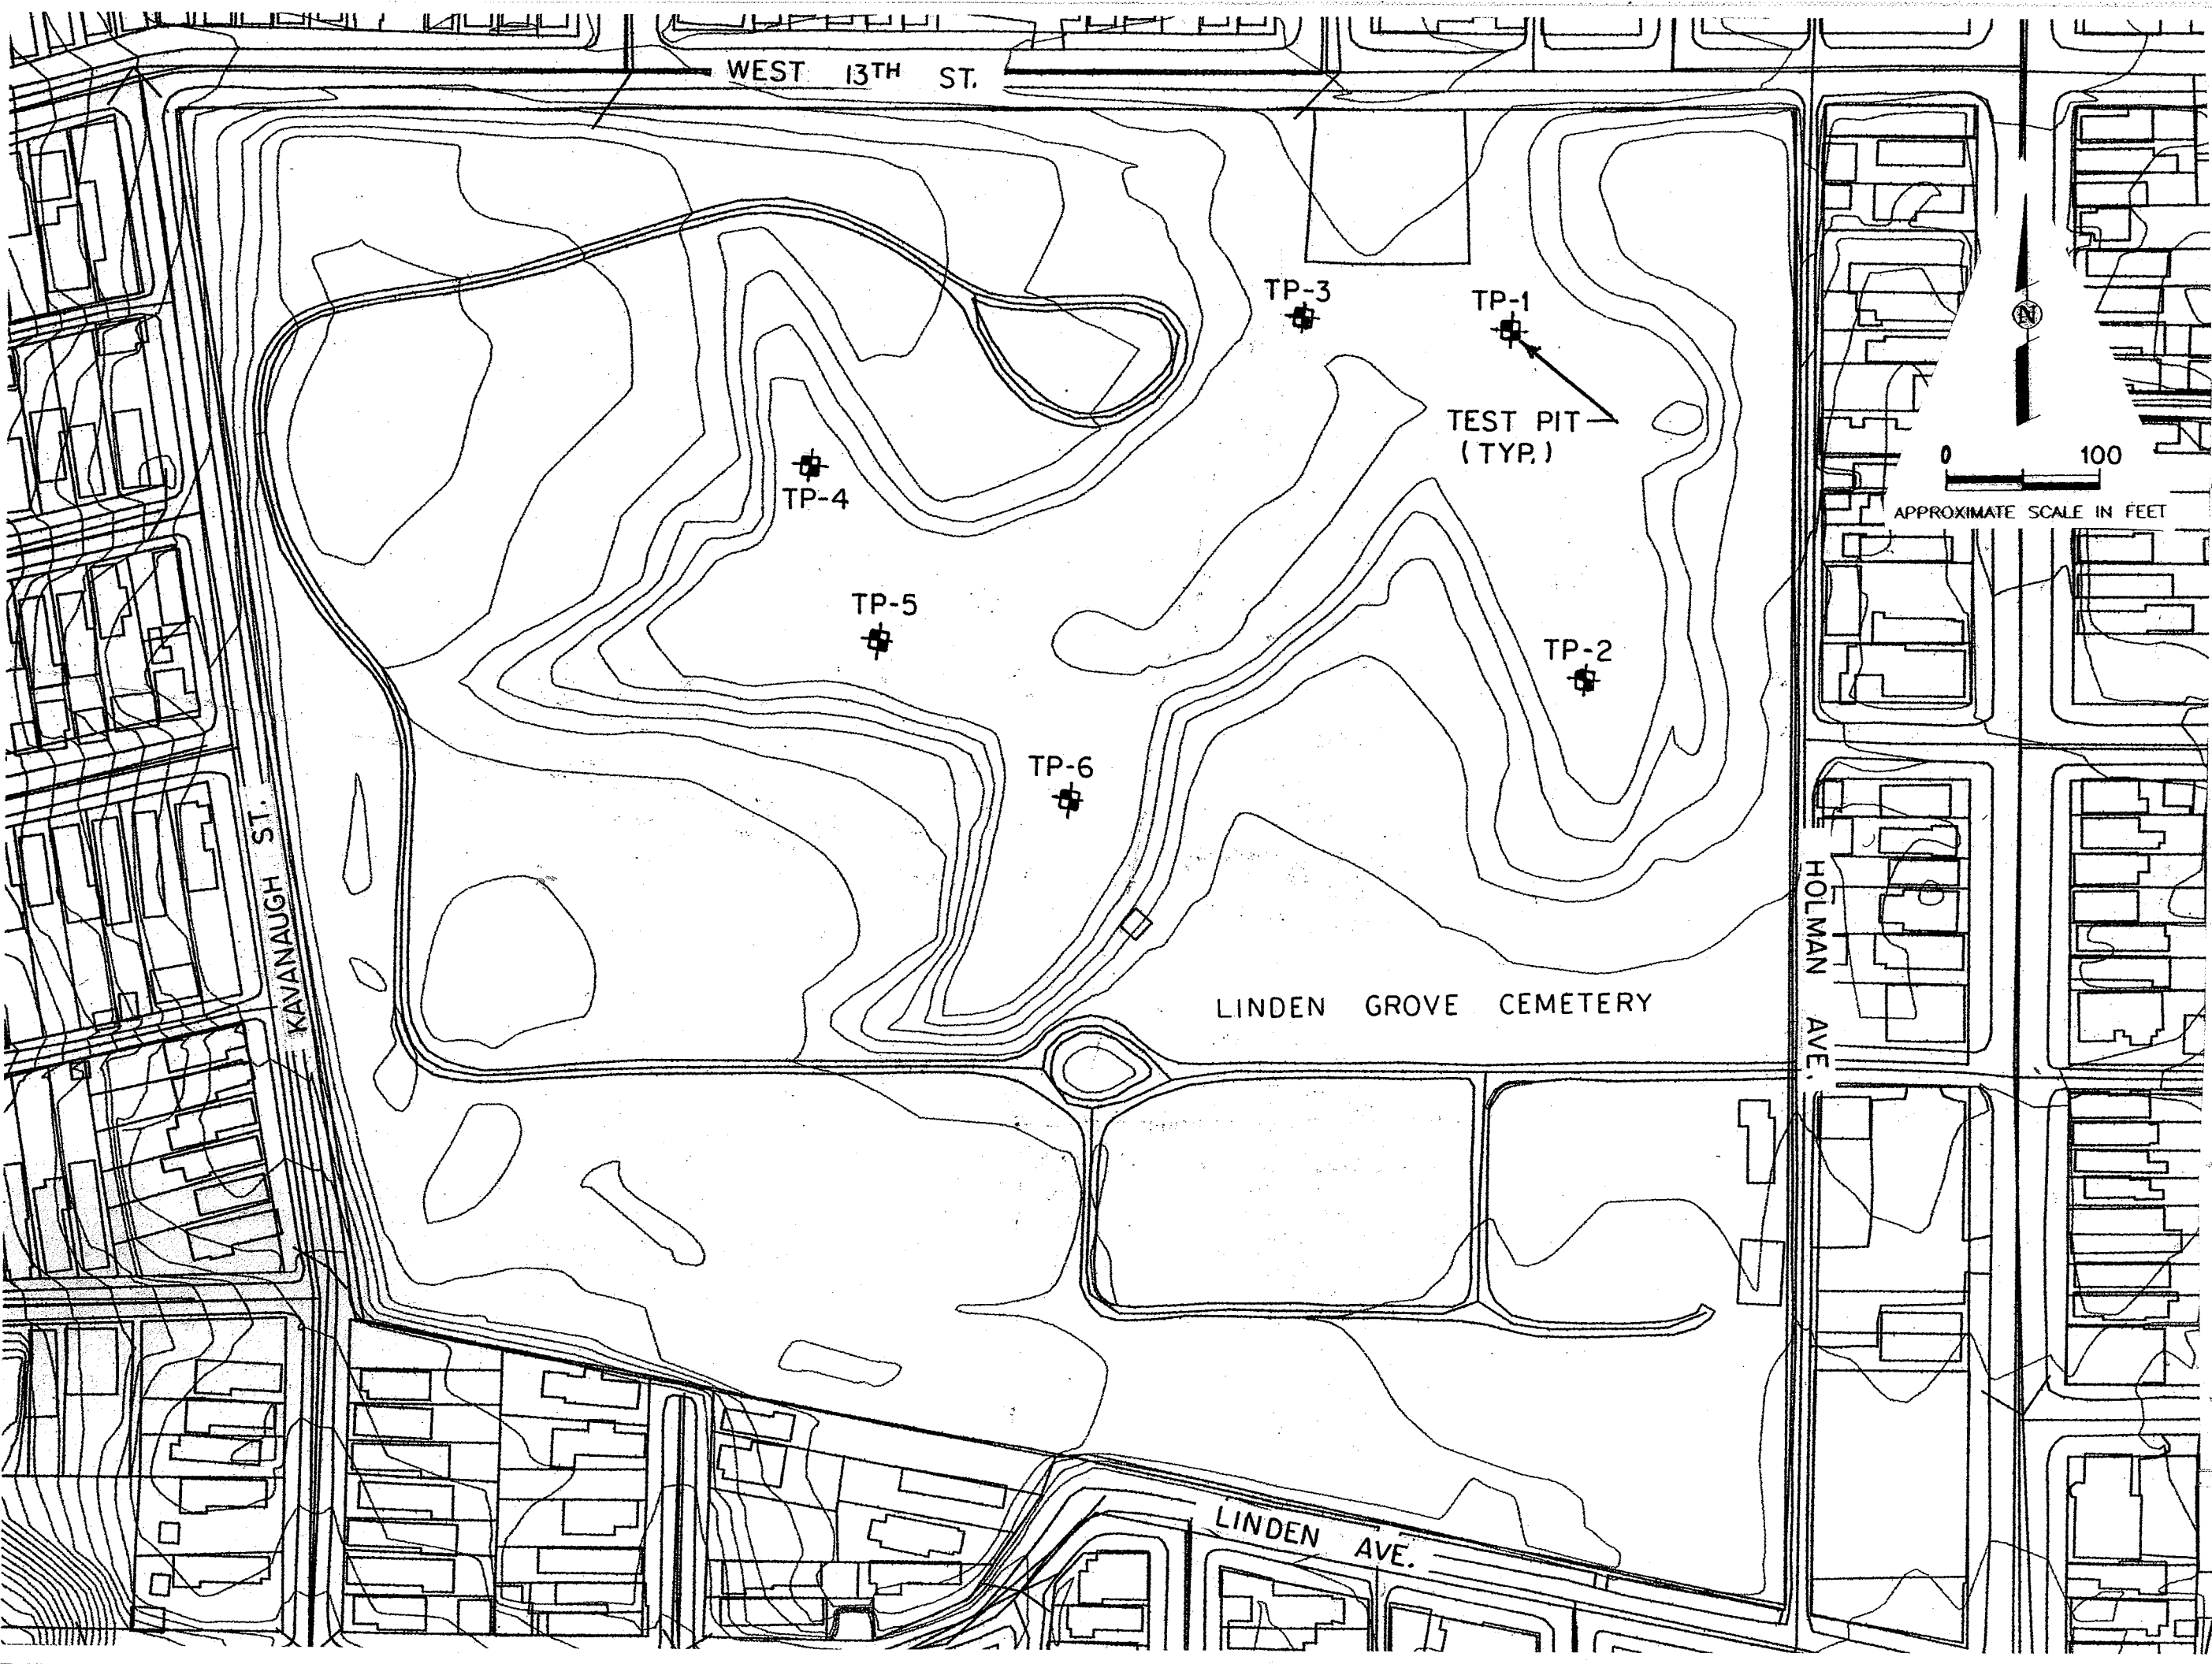 WEST 13TH ST.
TP-3
TP-1
N
TEST PIT
(TYP.)
0 100
APPROXIMATE SCALE IN FEET
TP-4
TP-5
TP-2
TP-6
KAVANAUGH ST.
HOLMAN AVE.
LINDEN GROVE CEMETERY
LINDEN AVE.